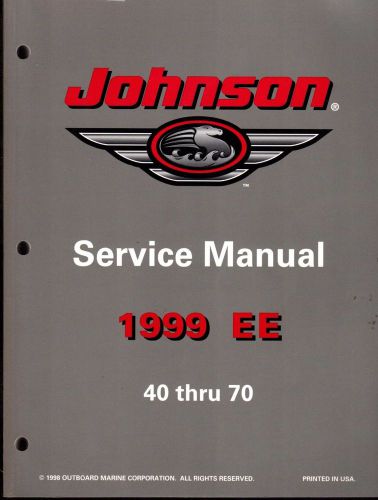 Johnson®
™
Service Manual
1999 EE
40 thru 70
© 1998 OUTBOARD MARINE CORPORATION. ALL RIGHTS RESERVED. PRINTED IN USA.